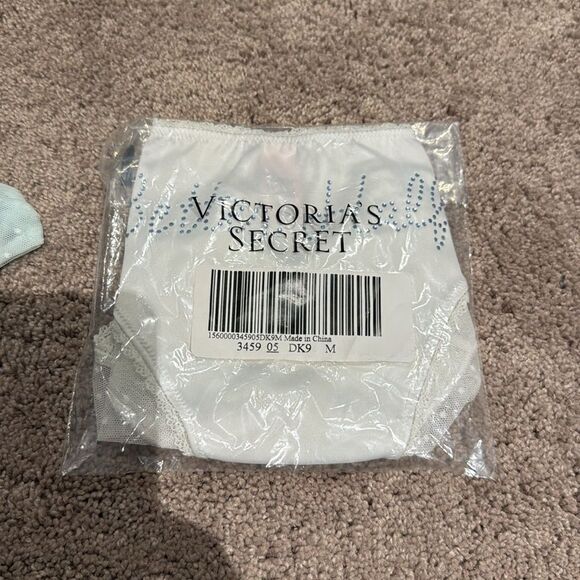 VICTORIA'S
SECRET
1560000345905DK9M Made in China
3459 05 DK9 M